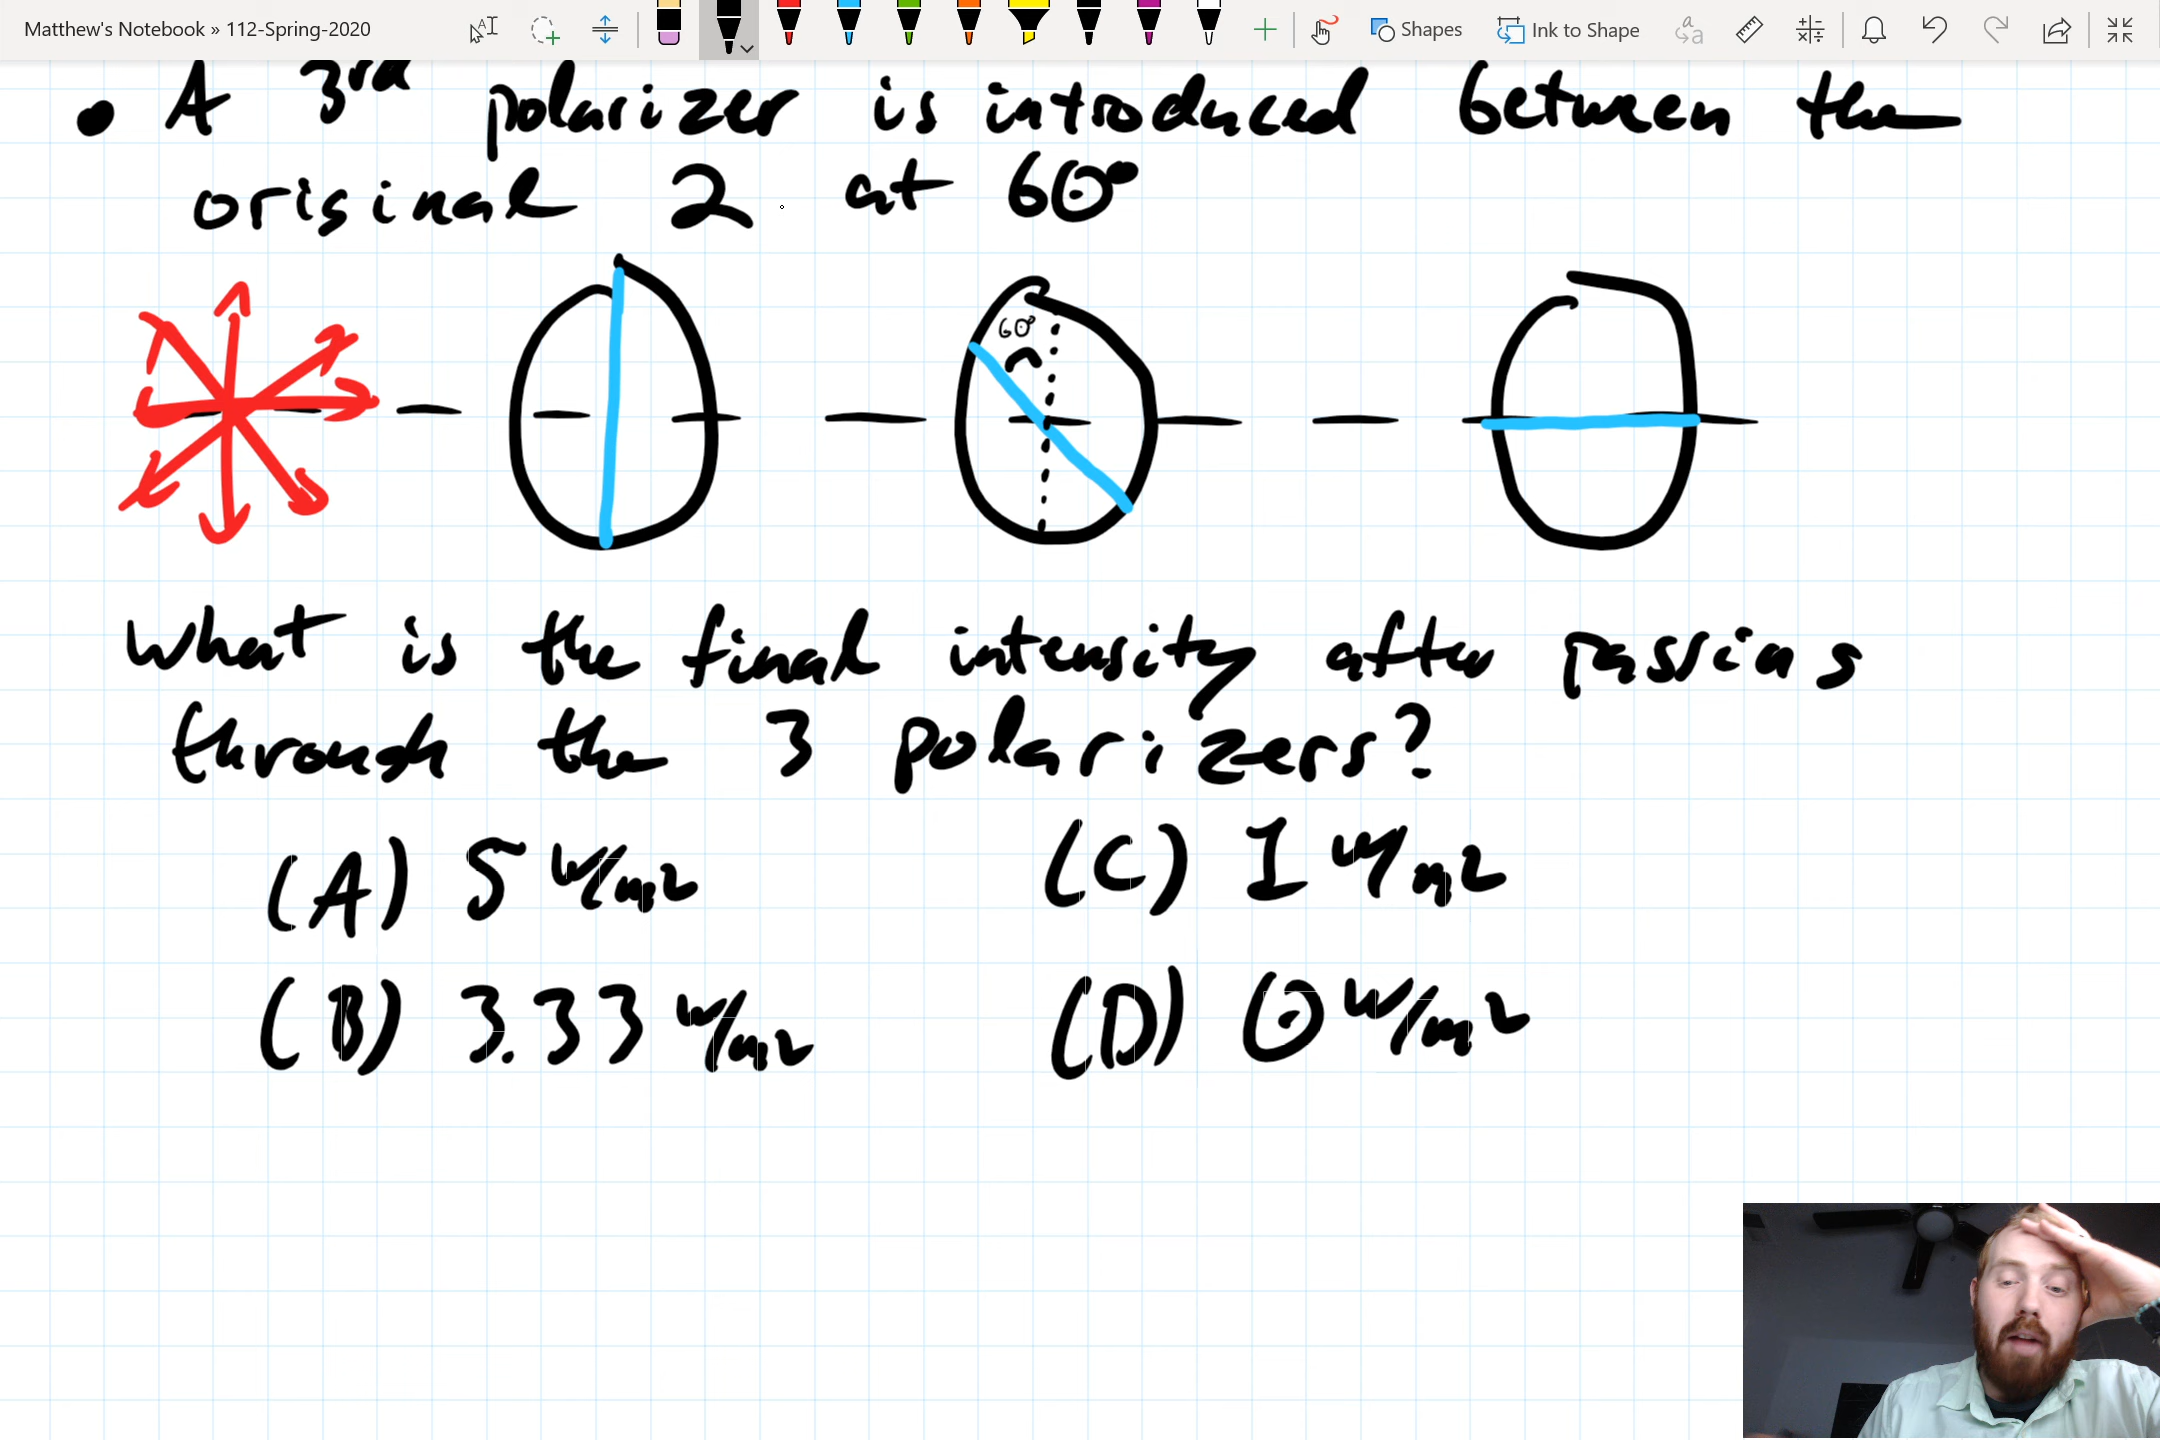 Matthew's Notebook » 112-Spring-2020
Shapes
Ink to Shape
• A 3rd polarizer is introduced between the
original 2 at 60°
60°
What is the final intensity after passing
through the 3 polarizers?
(A) 5 W/m2
(C) 1 W/m2
(B) 3.33 W/m2
(D) 0 W/m2